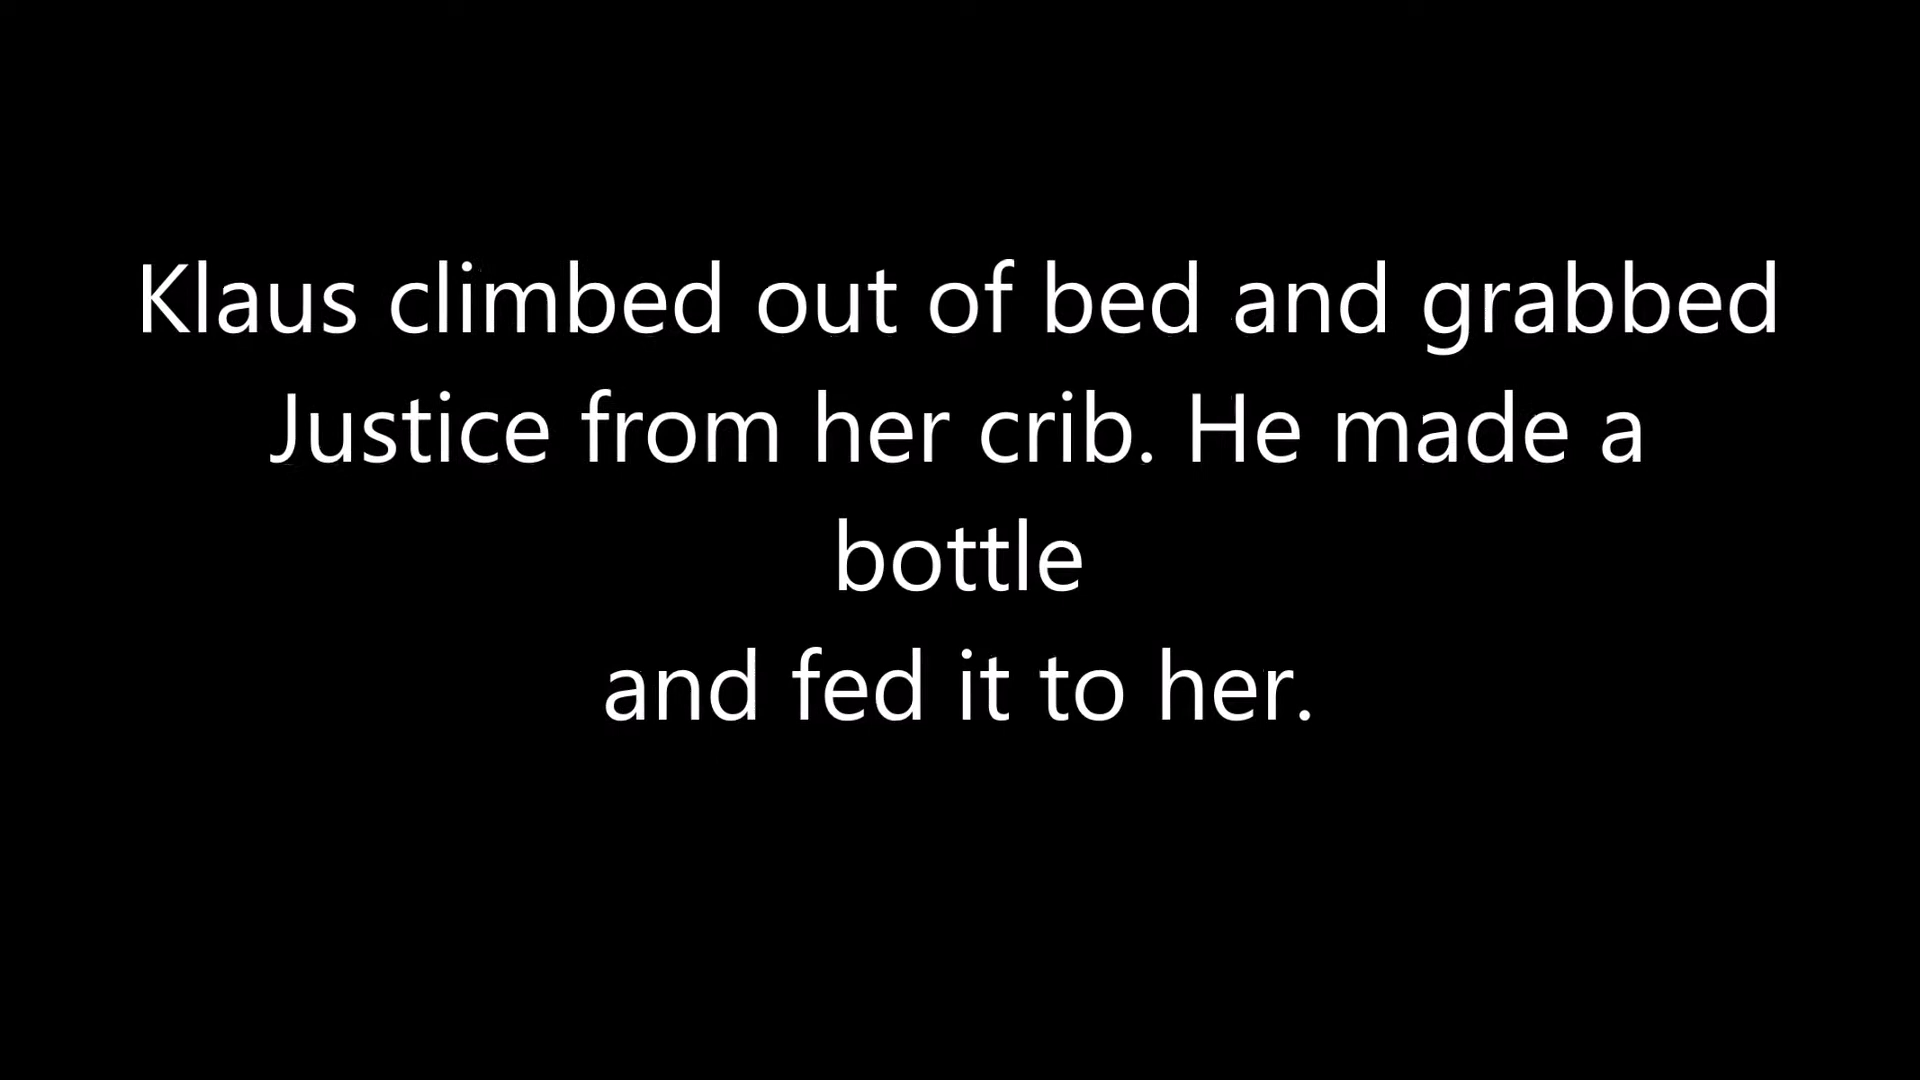 Klaus climbed out of bed and grabbed
Justice from her crib. He made a
bottle
and fed it to her.